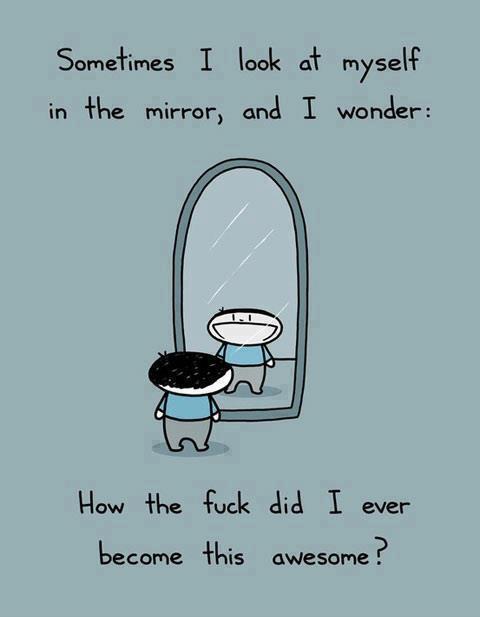 Sometimes I look at myself
in the mirror, and I wonder:
How the fuck did I ever
become this awesome?